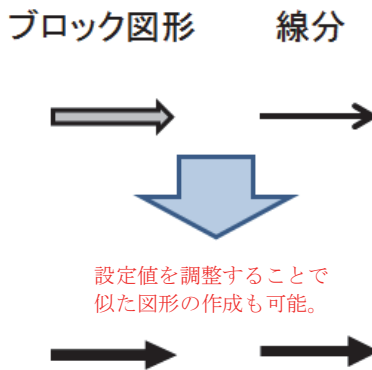 ブロック図形 線分
設定値を調整することで
似た図形の作成も可能。